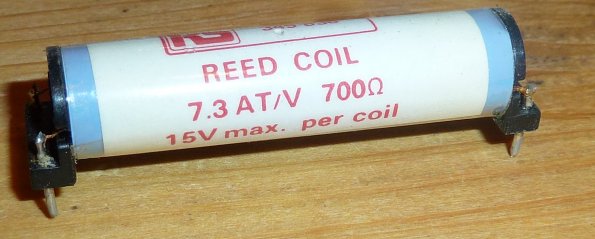 REED COIL
7.3 AT/V 700Ω
15V max. per coil